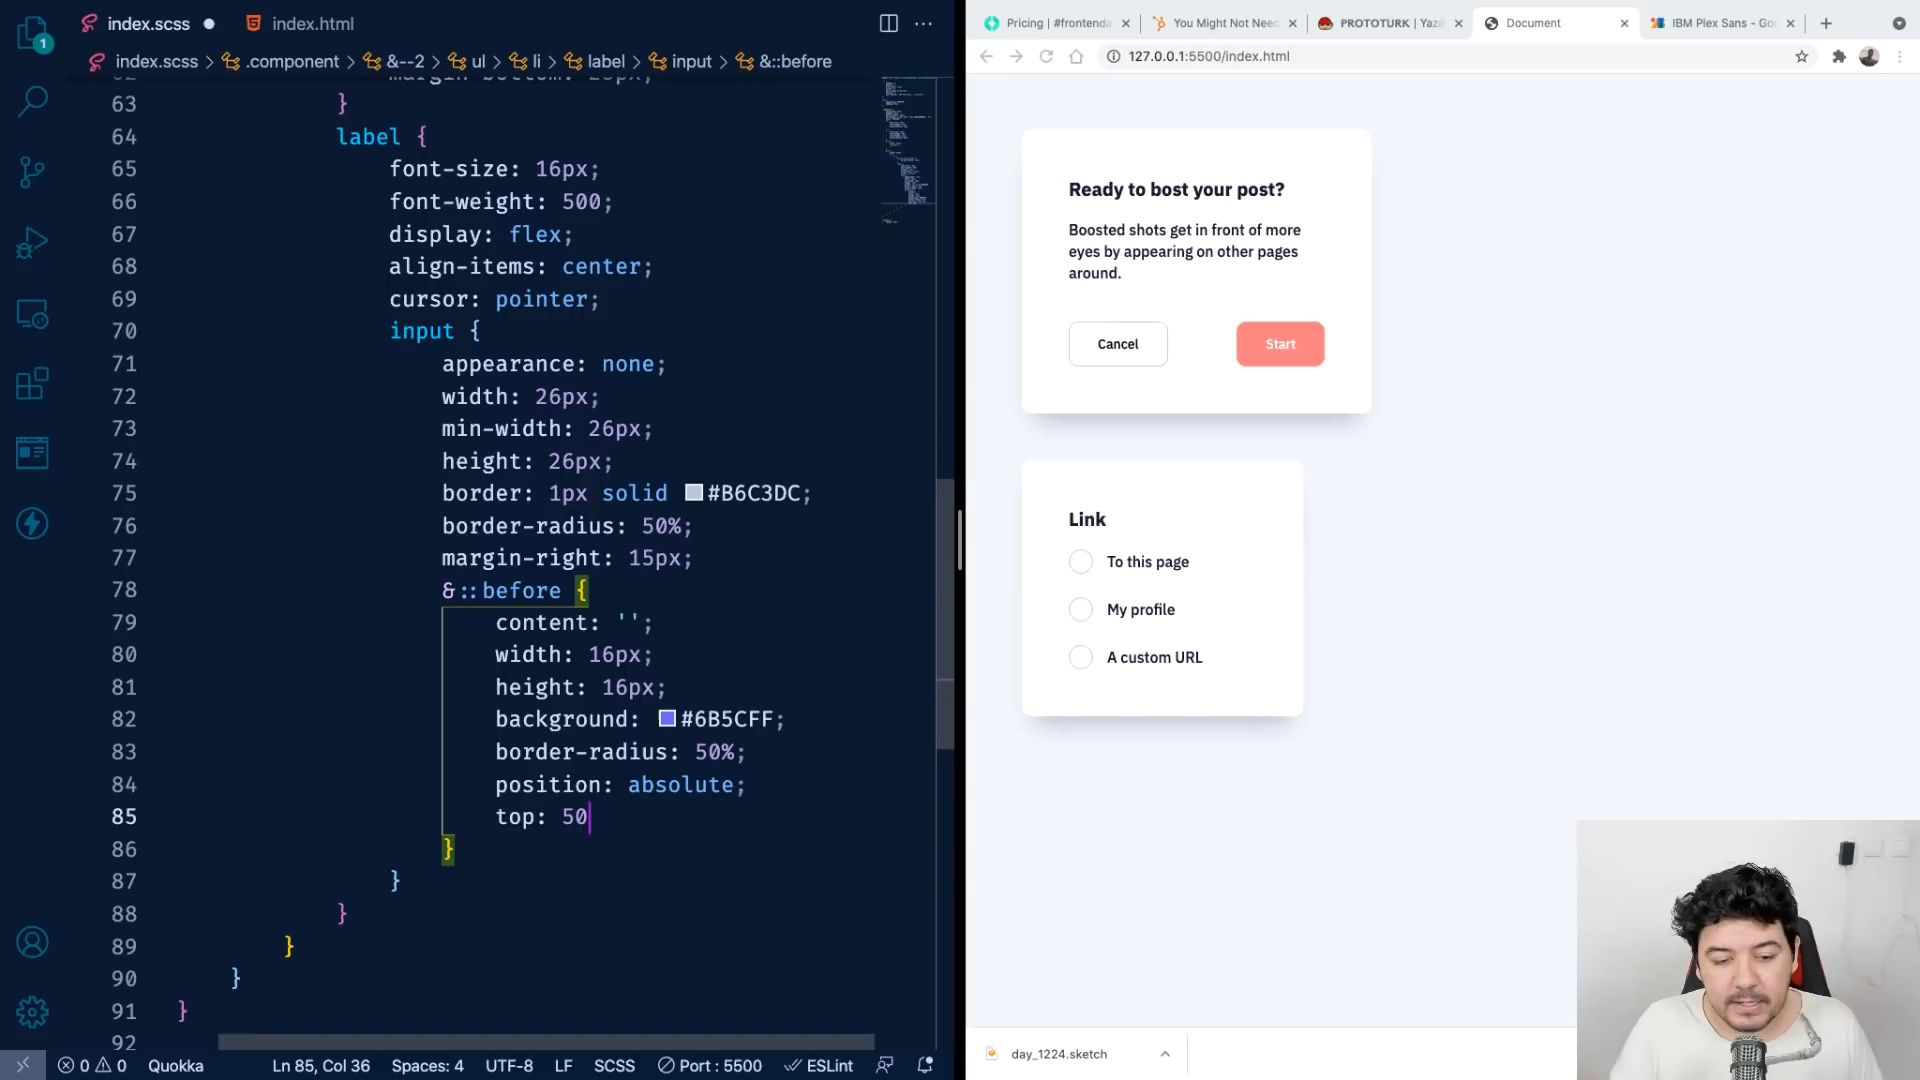 index.scss
index.html
index.scss > .component > &--2 > ul > li > label > input > &::before
63 }
64 label {
65 font-size: 16px;
66 font-weight: 500;
67 display: flex;
68 align-items: center;
69 cursor: pointer;
70 input {
71 appearance: none;
72 width: 26px;
73 min-width: 26px;
74 height: 26px;
75 border: 1px solid #B6C3DC;
76 border-radius: 50%;
77 margin-right: 15px;
78 &::before {
79 content: '';
80 width: 16px;
81 height: 16px;
82 background: #6B5CFF;
83 border-radius: 50%;
84 position: absolute;
85 top: 50
86 }
87 }
88 }
89 }
90 }
91 }
92
1
0 0 Quokka Ln 85, Col 36 Spaces: 4 UTF-8 LF SCSS Port : 5500 ESLint
Pricing | #frontenda
You Might Not Need
PROTOTURK | Yazıl
Document
IBM Plex Sans - Go
127.0.0.1:5500/index.html
Ready to bost your post?
Boosted shots get in front of more
eyes by appearing on other pages
around.
Cancel
Start
Link
To this page
My profile
A custom URL
day_1224.sketch